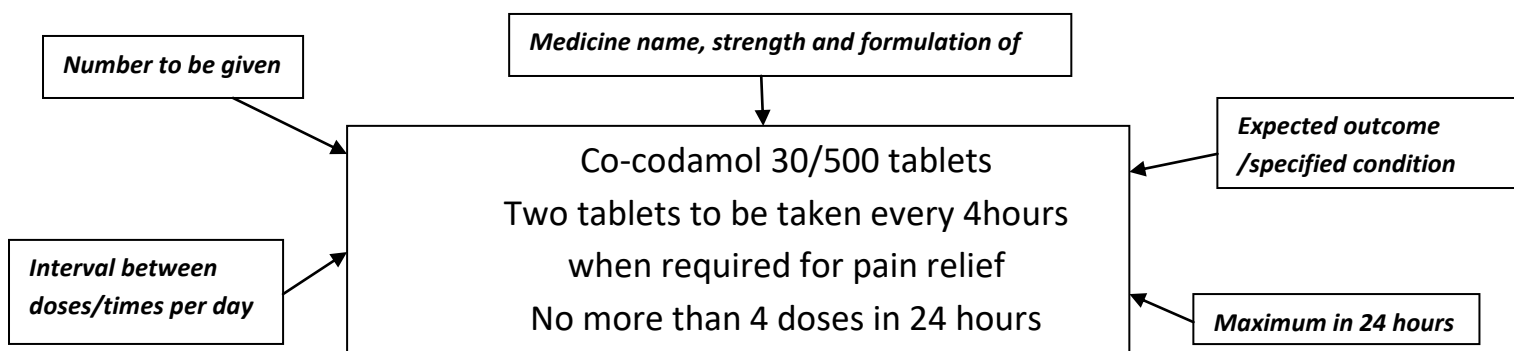 Medicine name, strength and formulation of
Number to be given
Expected outcome
/specified condition
Co-codamol 30/500 tablets
Two tablets to be taken every 4hours
when required for pain relief
No more than 4 doses in 24 hours
Interval between
doses/times per day
Maximum in 24 hours